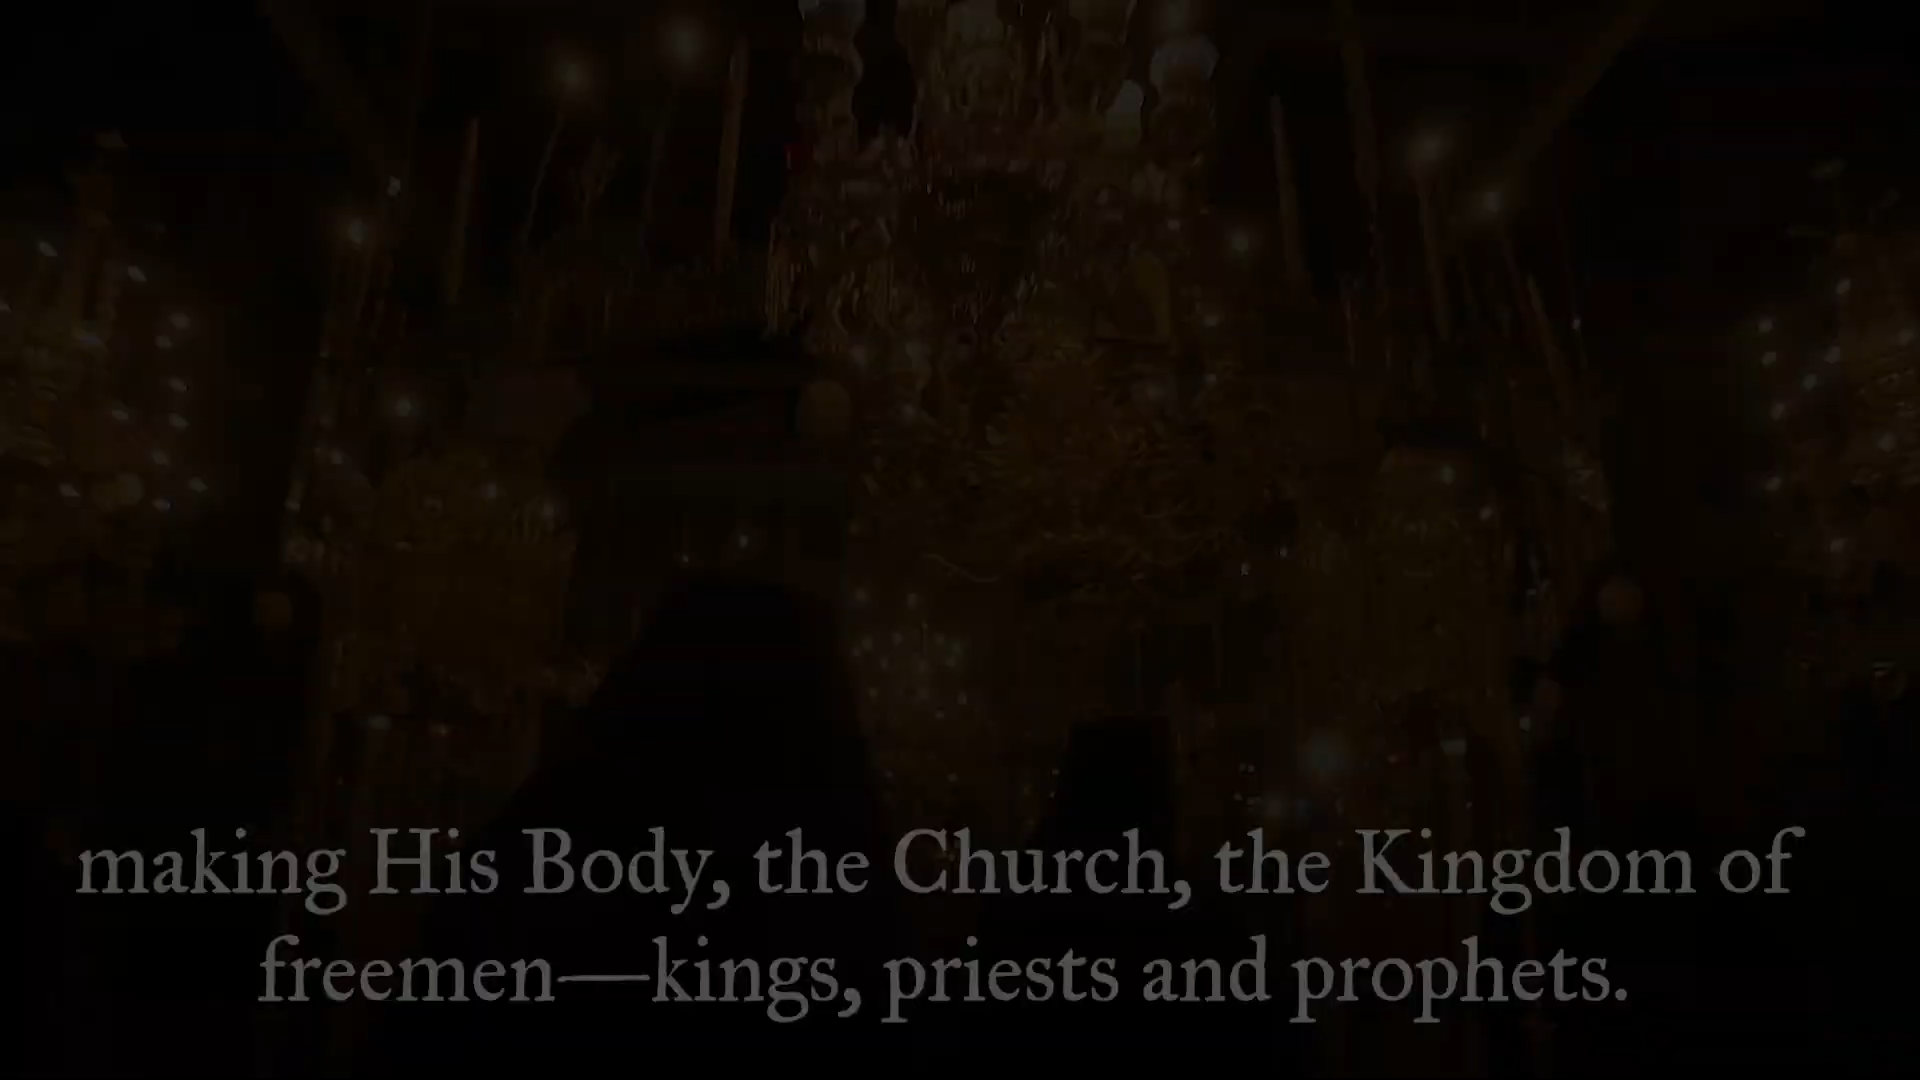 making His Body, the Church, the Kingdom of
freemen—kings, priests and prophets.